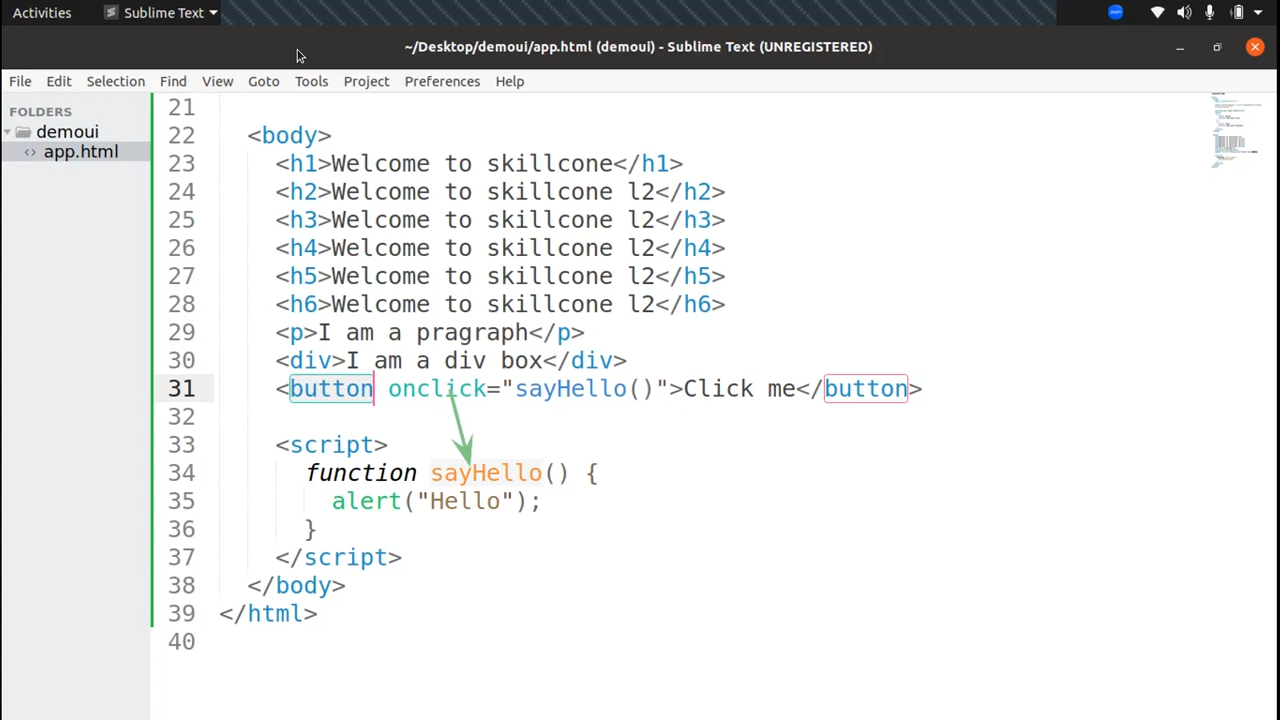 Activities Sublime Text
~/Desktop/demoui/app.html (demoui) - Sublime Text (UNREGISTERED)
File Edit Selection Find View Goto Tools Project Preferences Help
FOLDERS
demoui
app.html
21
22 <body>
23 <h1>Welcome to skillcone</h1>
24 <h2>Welcome to skillcone l2</h2>
25 <h3>Welcome to skillcone l2</h3>
26 <h4>Welcome to skillcone l2</h4>
27 <h5>Welcome to skillcone l2</h5>
28 <h6>Welcome to skillcone l2</h6>
29 <p>I am a pragraph</p>
30 <div>I am a div box</div>
31 <button onclick="sayHello()">Click me</button>
32
33 <script>
34 function sayHello() {
35 alert("Hello");
36 }
37 </script>
38 </body>
39 </html>
40